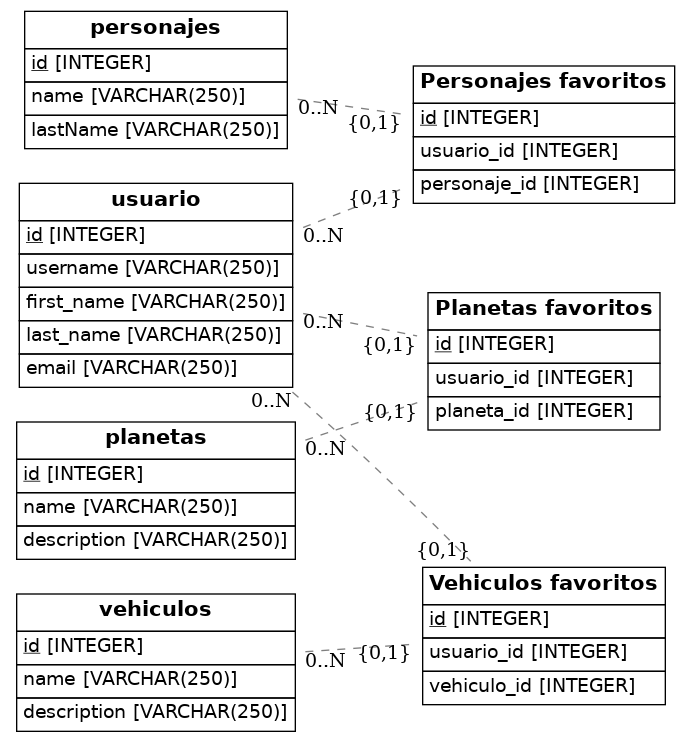 personajes
id [INTEGER]
name [VARCHAR(250)]
lastName [VARCHAR(250)]
0..N
{0,1}
Personajes favoritos
id [INTEGER]
usuario_id [INTEGER]
personaje_id [INTEGER]
usuario
id [INTEGER]
username [VARCHAR(250)]
first_name [VARCHAR(250)]
last_name [VARCHAR(250)]
email [VARCHAR(250)]
{0,1}
0..N
0..N
{0,1}
Planetas favoritos
id [INTEGER]
usuario_id [INTEGER]
planeta_id [INTEGER]
0..N
{0,1}
planetas
id [INTEGER]
name [VARCHAR(250)]
description [VARCHAR(250)]
0..N
{0,1}
Vehiculos favoritos
id [INTEGER]
usuario_id [INTEGER]
vehiculo_id [INTEGER]
vehiculos
id [INTEGER]
name [VARCHAR(250)]
description [VARCHAR(250)]
0..N
{0,1}